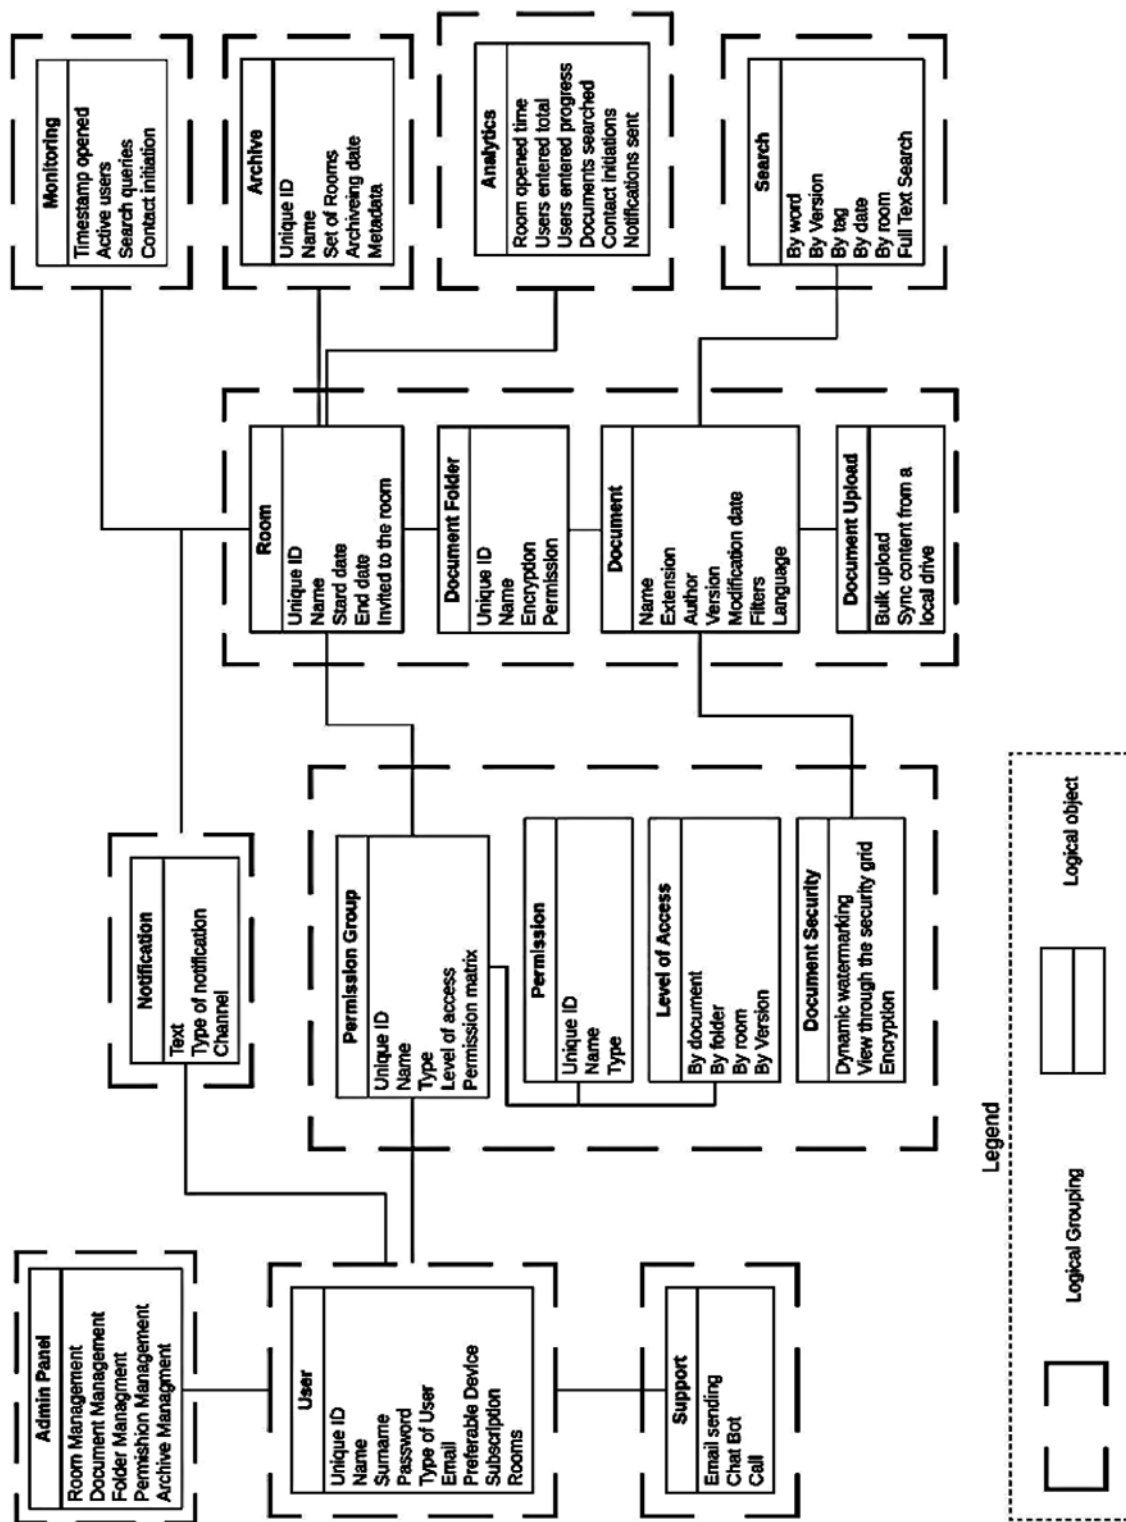 Admin Panel
Room Management
Document Management
Folder Managment
Permishion Management
Archive Managment
User
Unique ID
Name
Surname
Password
Type of User
Email
Preferable Device
Subscription
Rooms
Support
Email sending
Chat Bot
Call
Notification
Text
Type of notification
Channel
Permission Group
Unique ID
Name
Type
Level of access
Permission matrix
Permission
Unique ID
Name
Type
Level of Access
By document
By folder
By room
By Version
Document Security
Dynamic watermarking
View through the security grid
Encryption
Room
Unique ID
Name
Stard date
End date
Invited to the room
Document Folder
Unique ID
Name
Encryption
Permission
Document
Name
Extension
Author
Version
Modification date
Filters
Language
Document Upload
Bulk upload
Sync content from a
local drive
Monitoring
Timestamp opened
Active users
Search queries
Contact initiation
Archive
Unique ID
Name
Set of Rooms
Archiveing date
Metadata
Analytics
Room opened time
Users entered total
Users entered progress
Documents searched
Contact initiations
Notifications sent
Search
By word
By Version
By tag
By date
By room
Full Text Search
Legend
Logical Grouping
Logical object